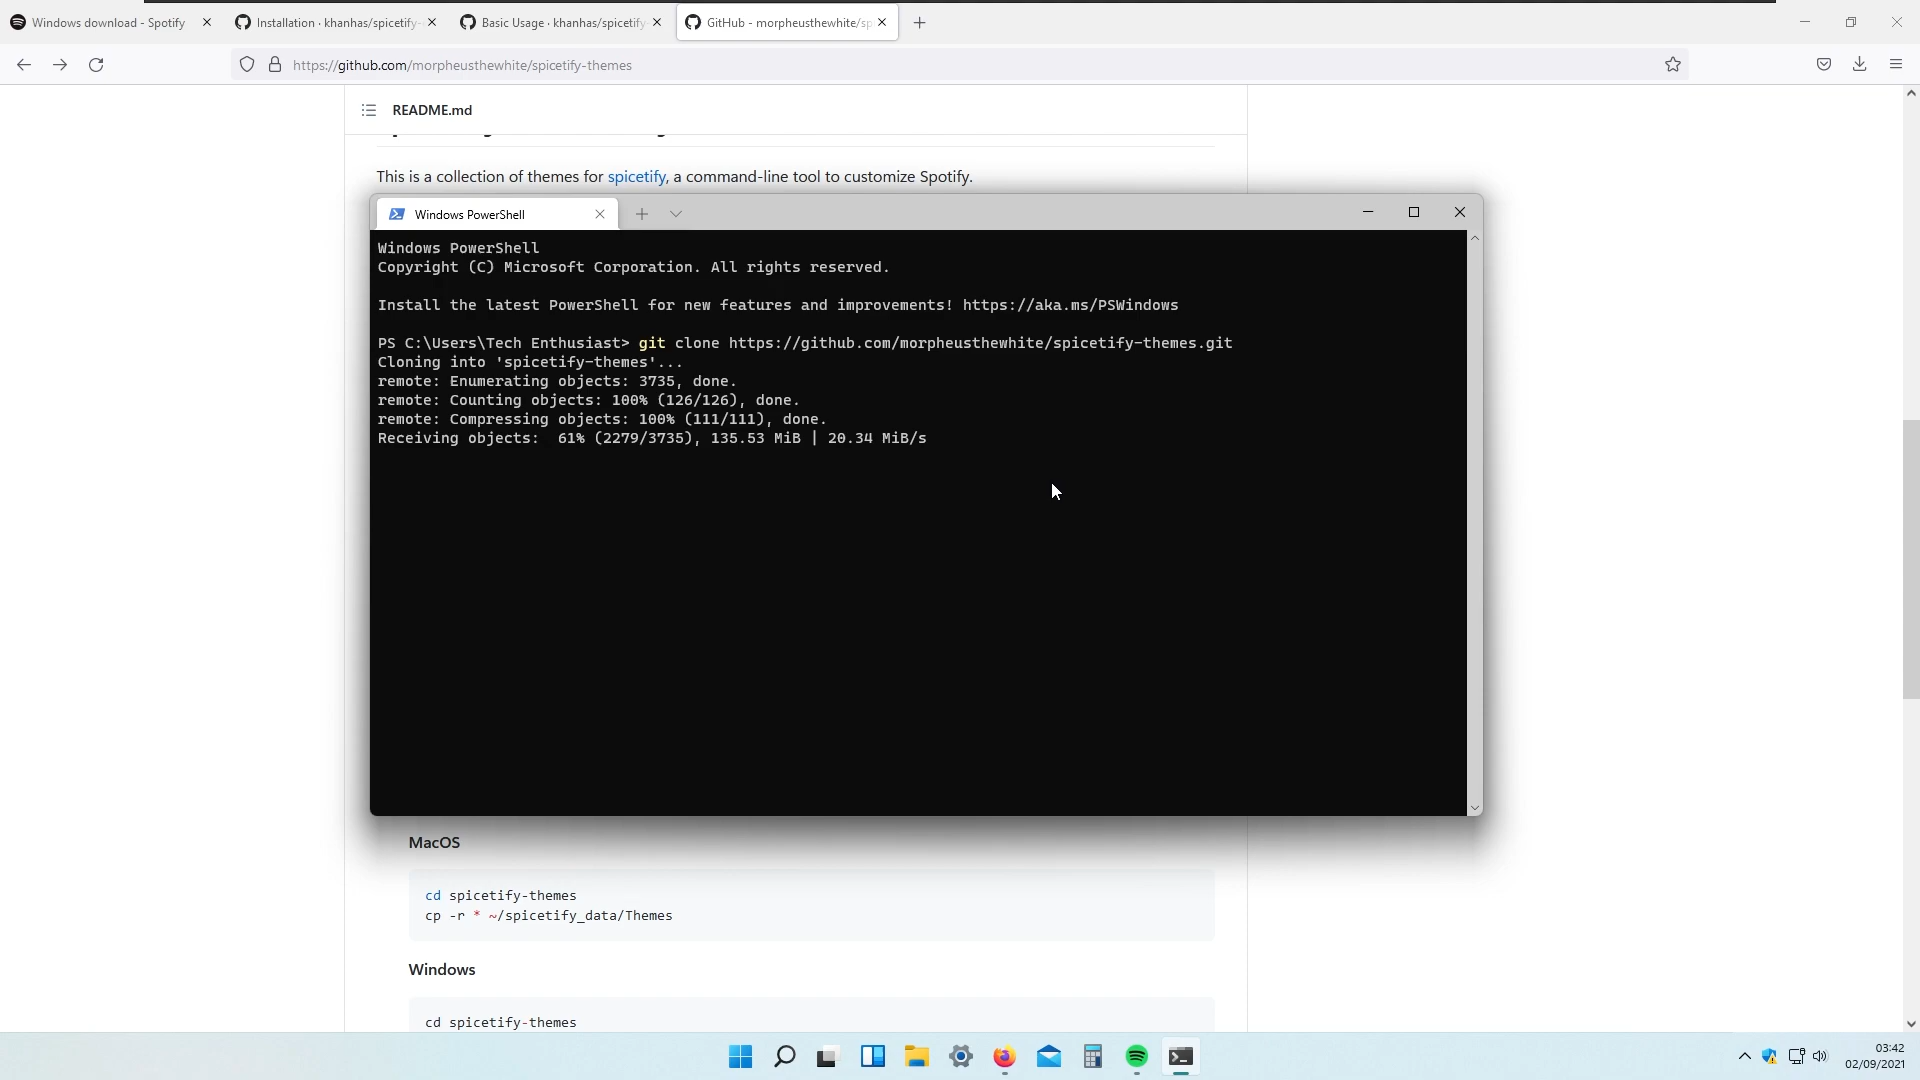 Windows download - Spotify
Installation · khanhas/spicetify-
Basic Usage · khanhas/spicetify
GitHub - morpheusthewhite/sp
https://github.com/morpheusthewhite/spicetify-themes
README.md
This is a collection of themes for spicetify, a command-line tool to customize Spotify.
Windows PowerShell
Windows PowerShell
Copyright (C) Microsoft Corporation. All rights reserved.
Install the latest PowerShell for new features and improvements! https://aka.ms/PSWindows
PS C:\Users\Tech Enthusiast> git clone https://github.com/morpheusthewhite/spicetify-themes.git
Cloning into 'spicetify-themes'...
remote: Enumerating objects: 3735, done.
remote: Counting objects: 100% (126/126), done.
remote: Compressing objects: 100% (111/111), done.
Receiving objects:  61% (2279/3735), 135.53 MiB | 20.34 MiB/s
MacOS
cd spicetify-themes
cp -r * ~/spicetify_data/Themes
Windows
cd spicetify-themes
03:42
02/09/2021